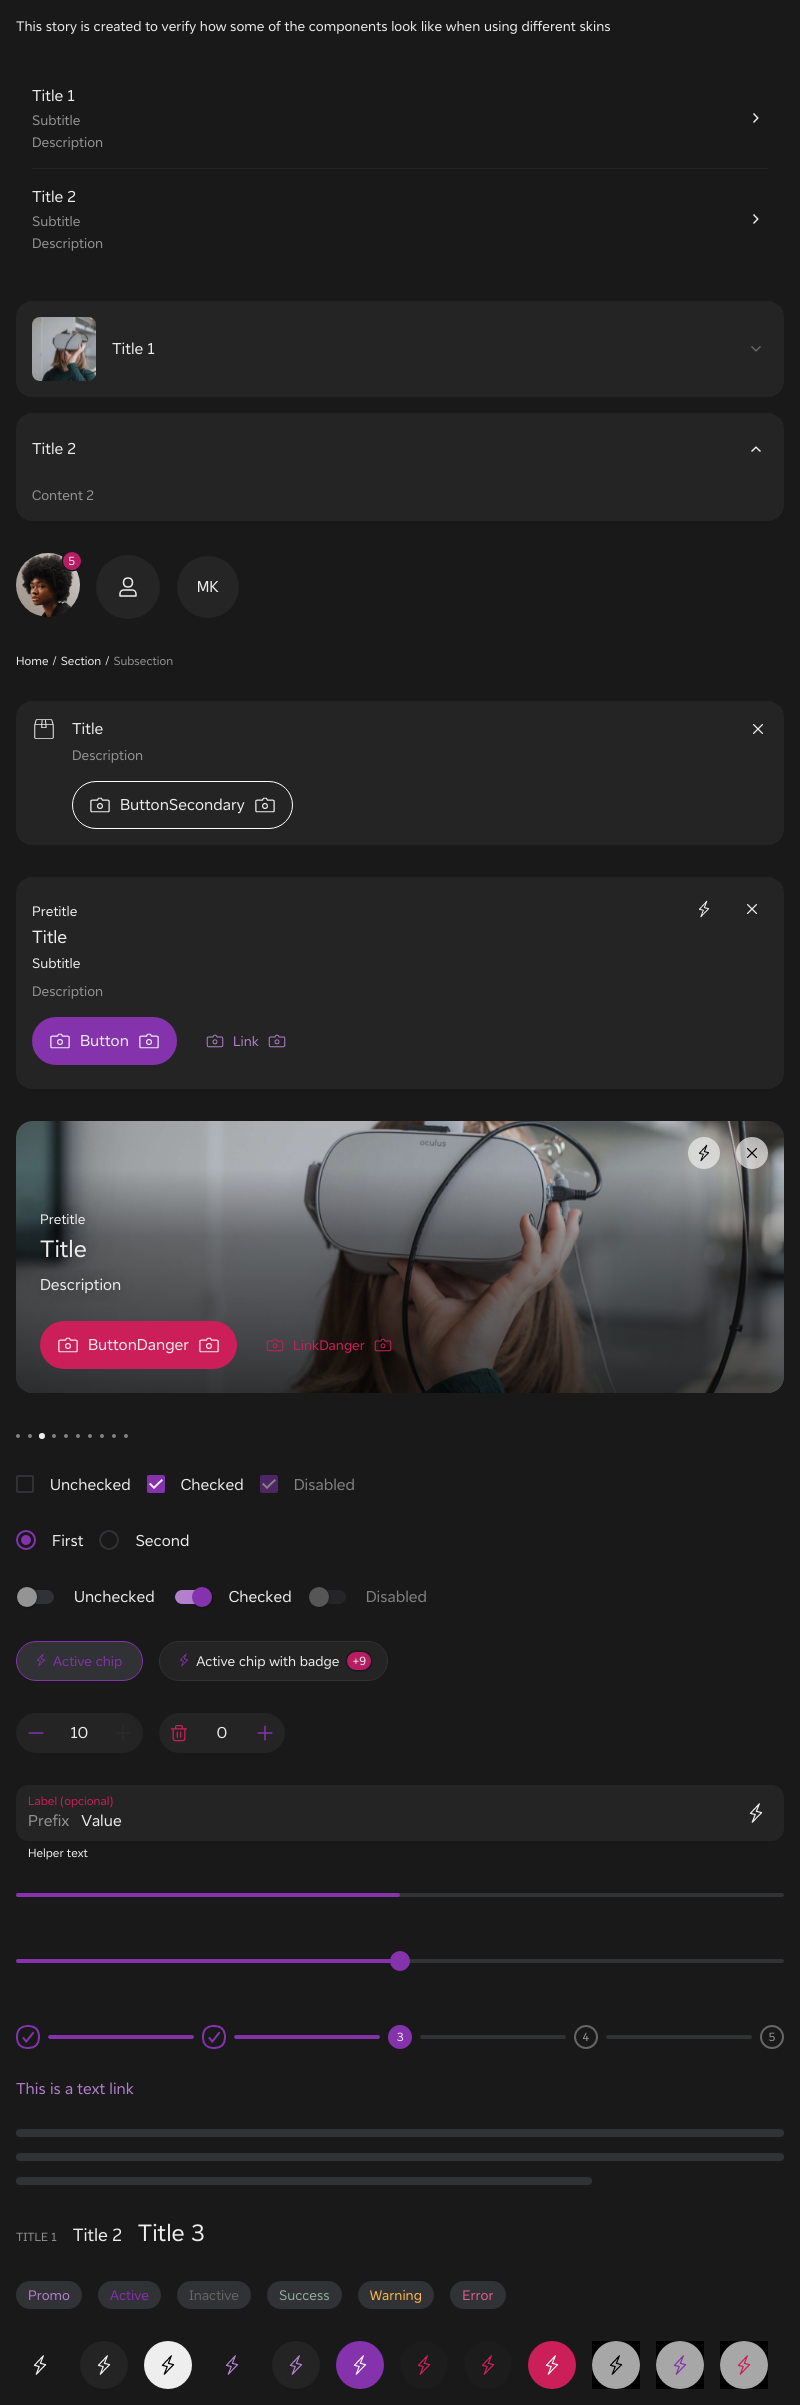 This story is created to verify how some of the components look like when using different skins
Title 1
Subtitle
Description
Title 2
Subtitle
Description
Title 1
Title 2
Content 2
5
MK
Home / Section / Subsection
Title
Description
ButtonSecondary
Pretitle
Title
Subtitle
Description
Button Link
oculus
Pretitle
Title
Description
ButtonDanger LinkDanger
Unchecked Checked Disabled
First Second
Unchecked Checked Disabled
Active chip Active chip with badge +9
10 0
Label (opcional)
Prefix Value
Helper text
3 4 5
This is a text link
TITLE 1 Title 2 Title 3
Promo Active Inactive Success Warning Error